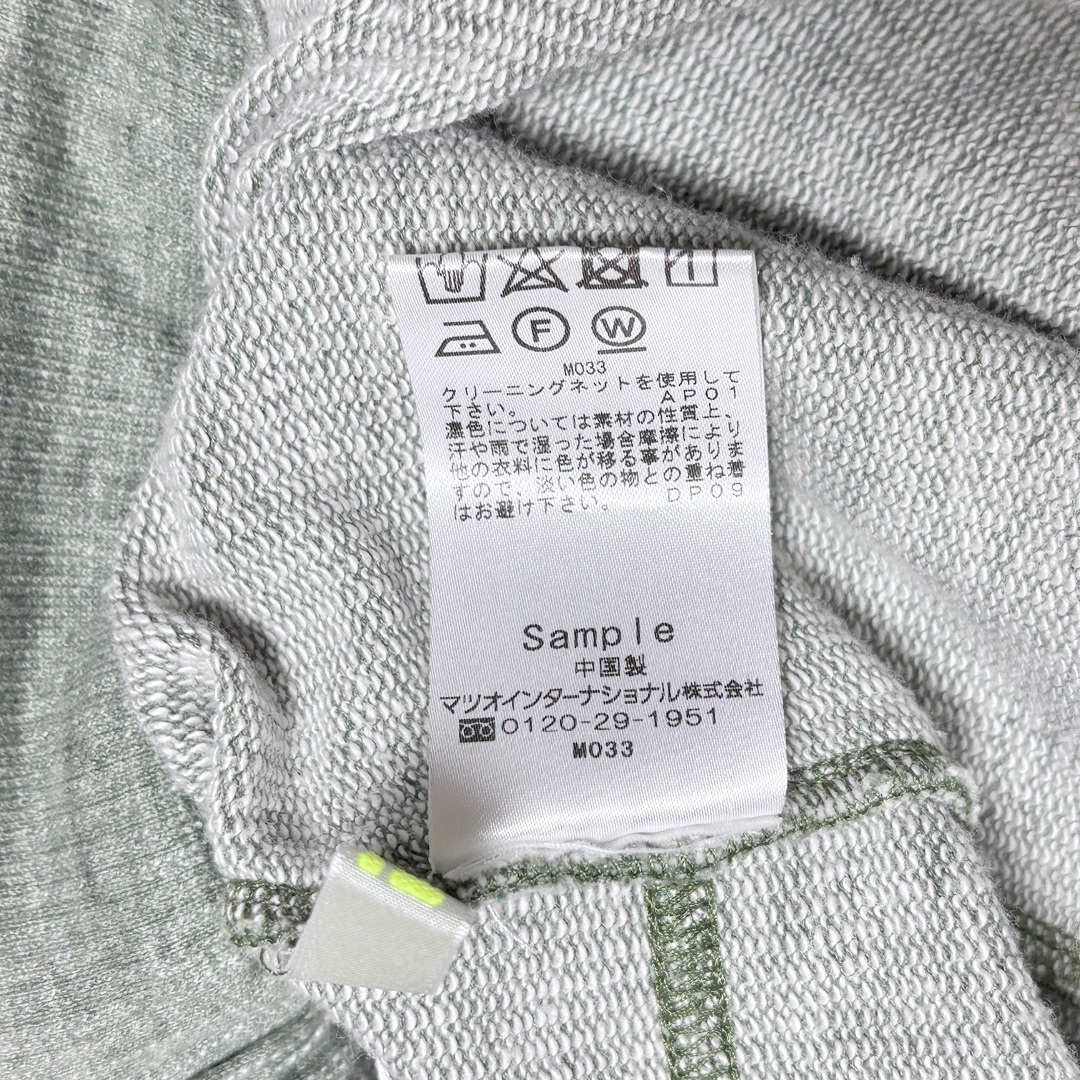 F W
M033
クリーニングネットを使用して
下さい。 AP01
濃色については素材の性質上、
汗や雨で湿った場合摩擦により
他の衣料に色が移る事がありま
すので、淡い色の物との重ね着
はお避け下さい。 DP09
Sample
中国製
マツオインターナショナル株式会社
0120-29-1951
M033